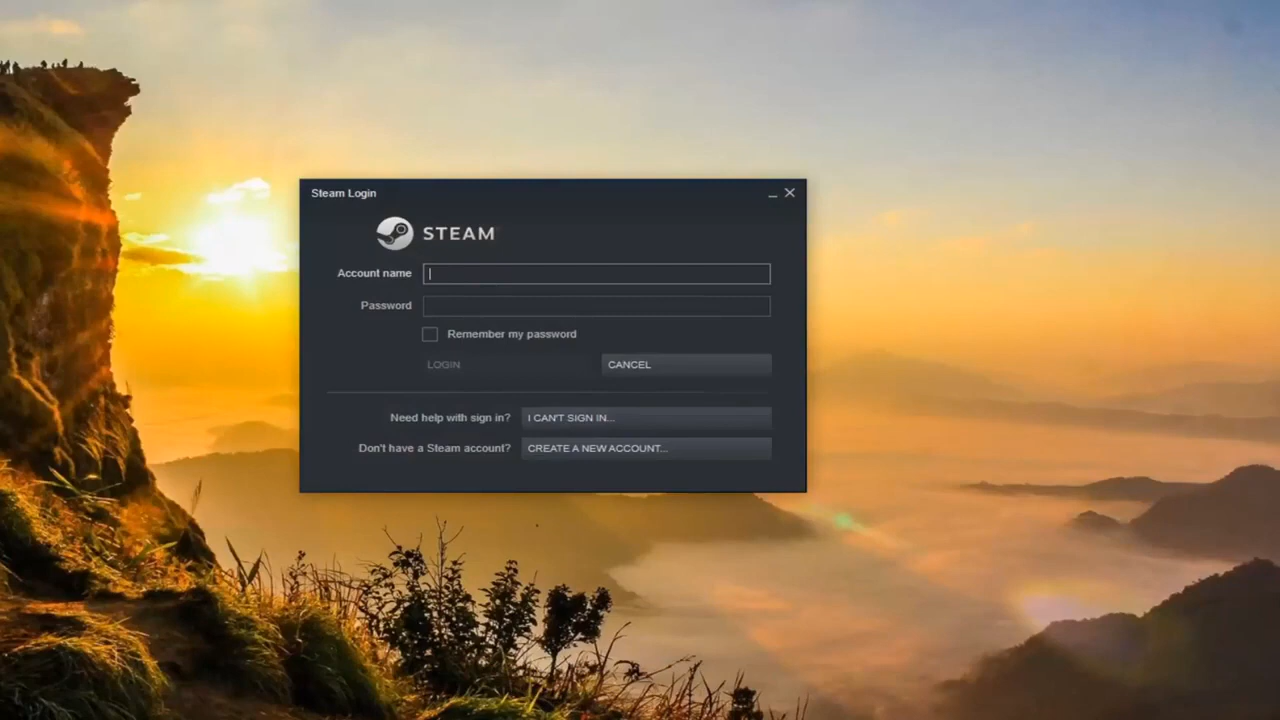 Steam Login
STEAM
Account name
Password
Remember my password
LOGIN
CANCEL
Need help with sign in?
I CAN'T SIGN IN...
Don't have a Steam account?
CREATE A NEW ACCOUNT...